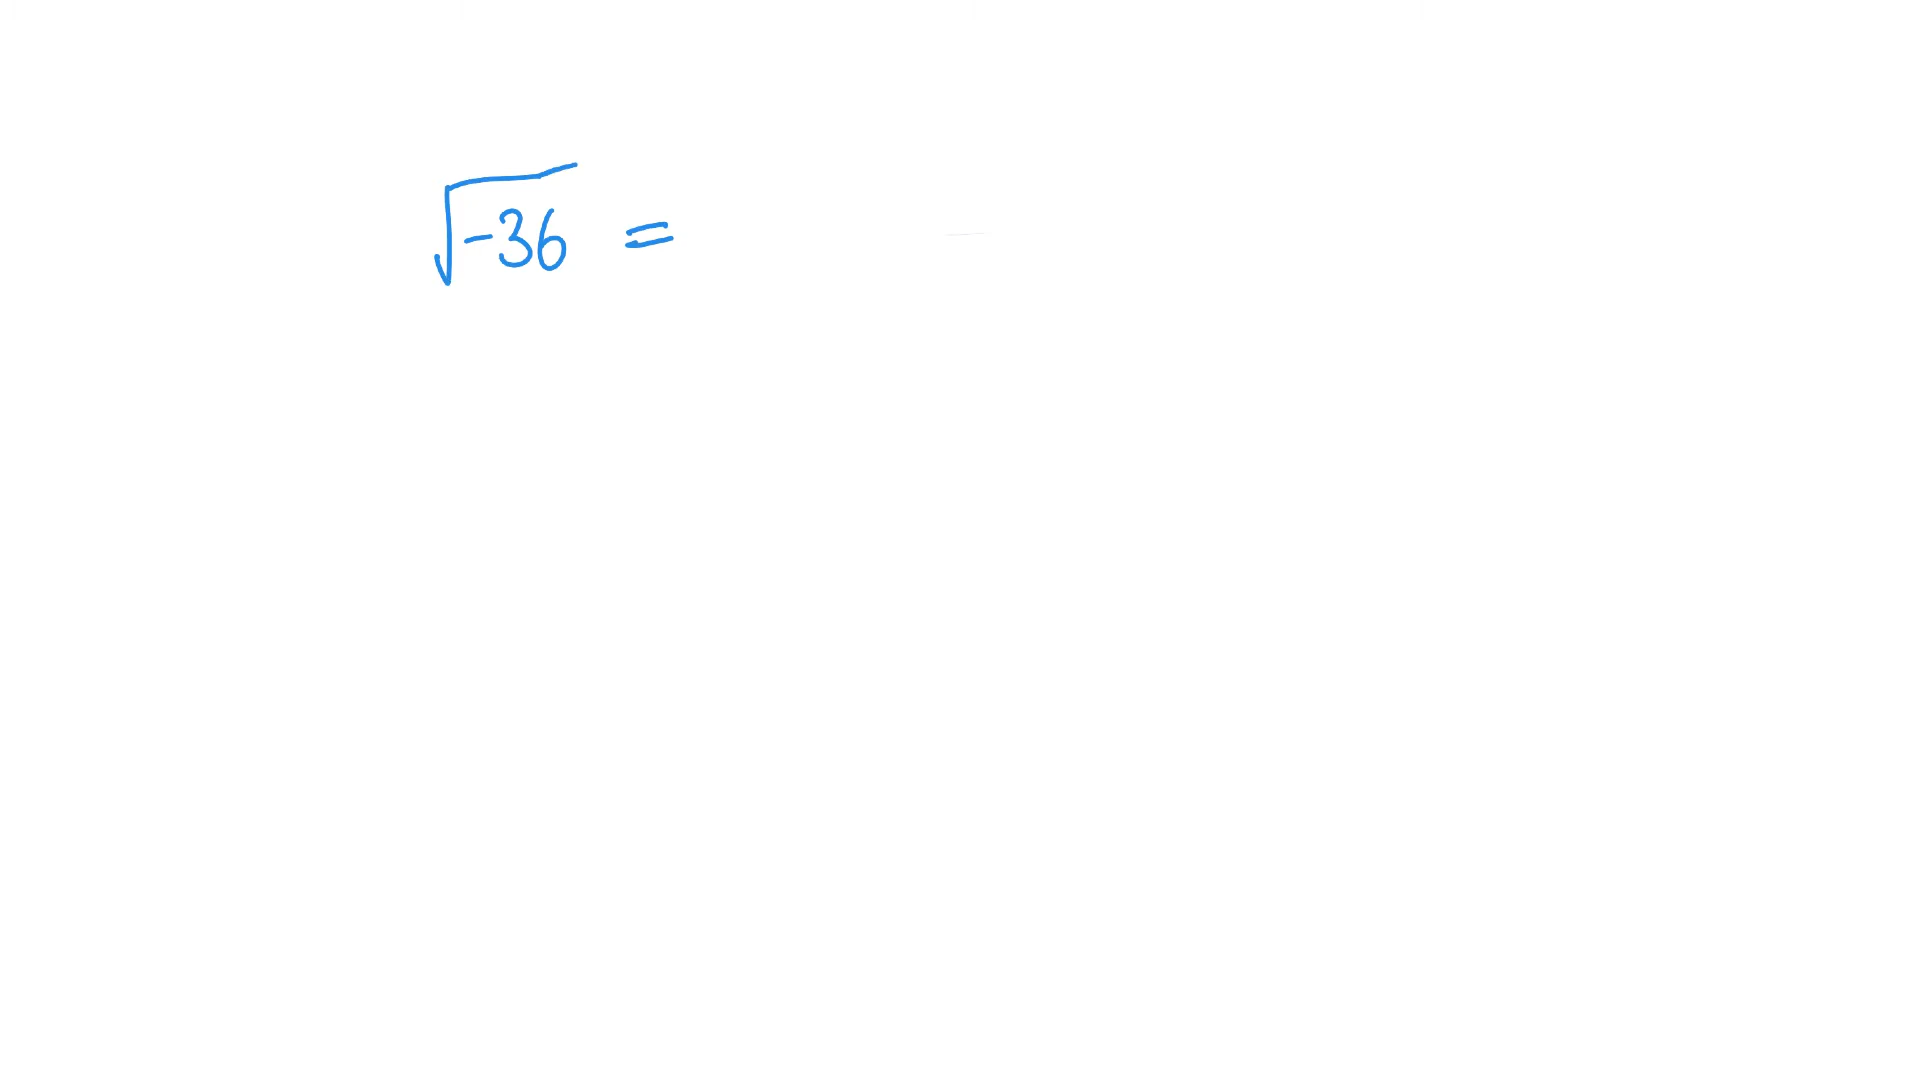 √-36 =